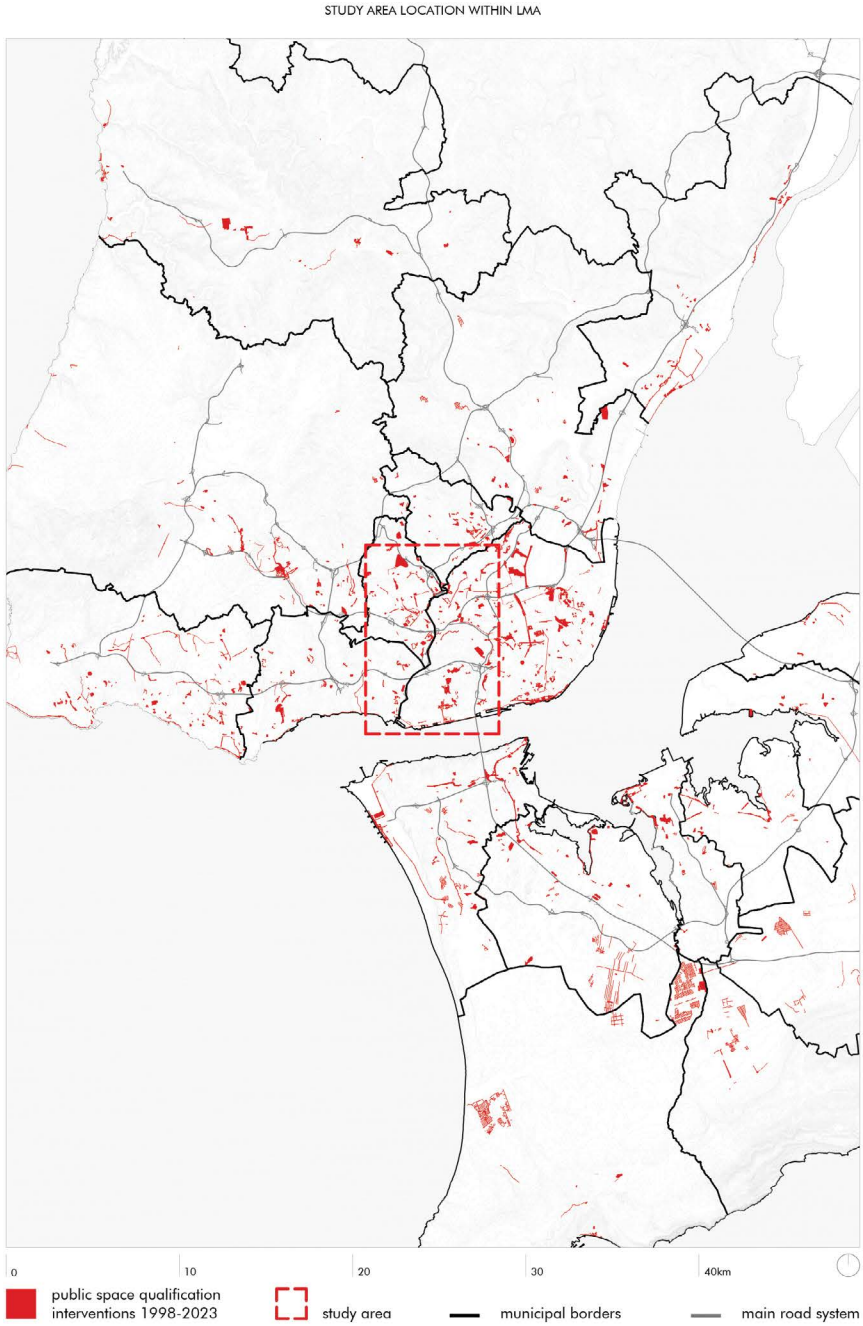 STUDY AREA LOCATION WITHIN LMA
0 10 20 30 40km
public space qualification
interventions 1998-2023
study area
municipal borders
main road system